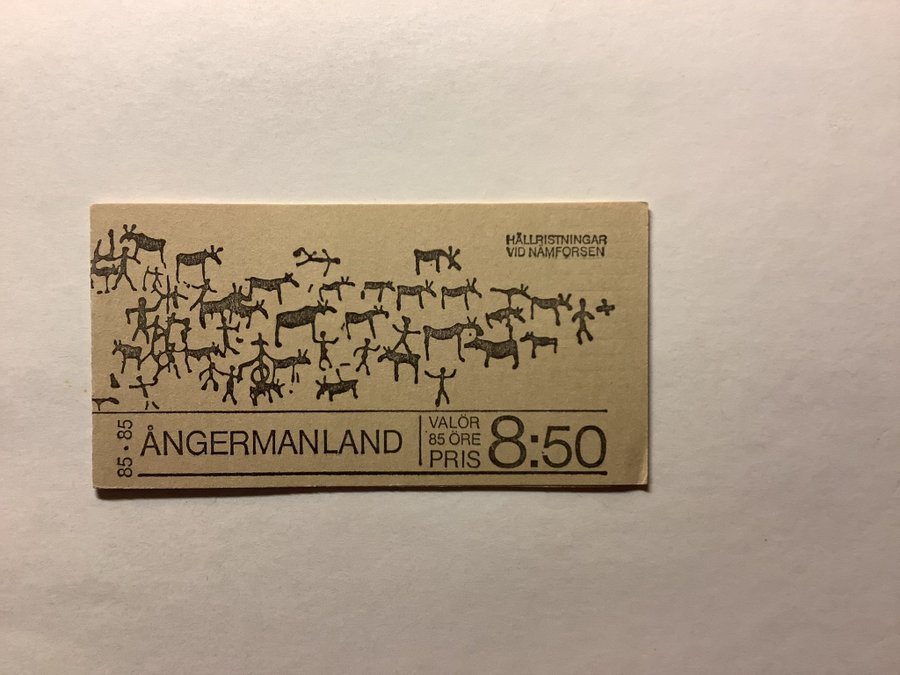 HÄLLRISTNINGAR
VID NÄMFORSEN
85 • 85
ÅNGERMANLAND
VALÖR
85 ÖRE
PRIS
8:50